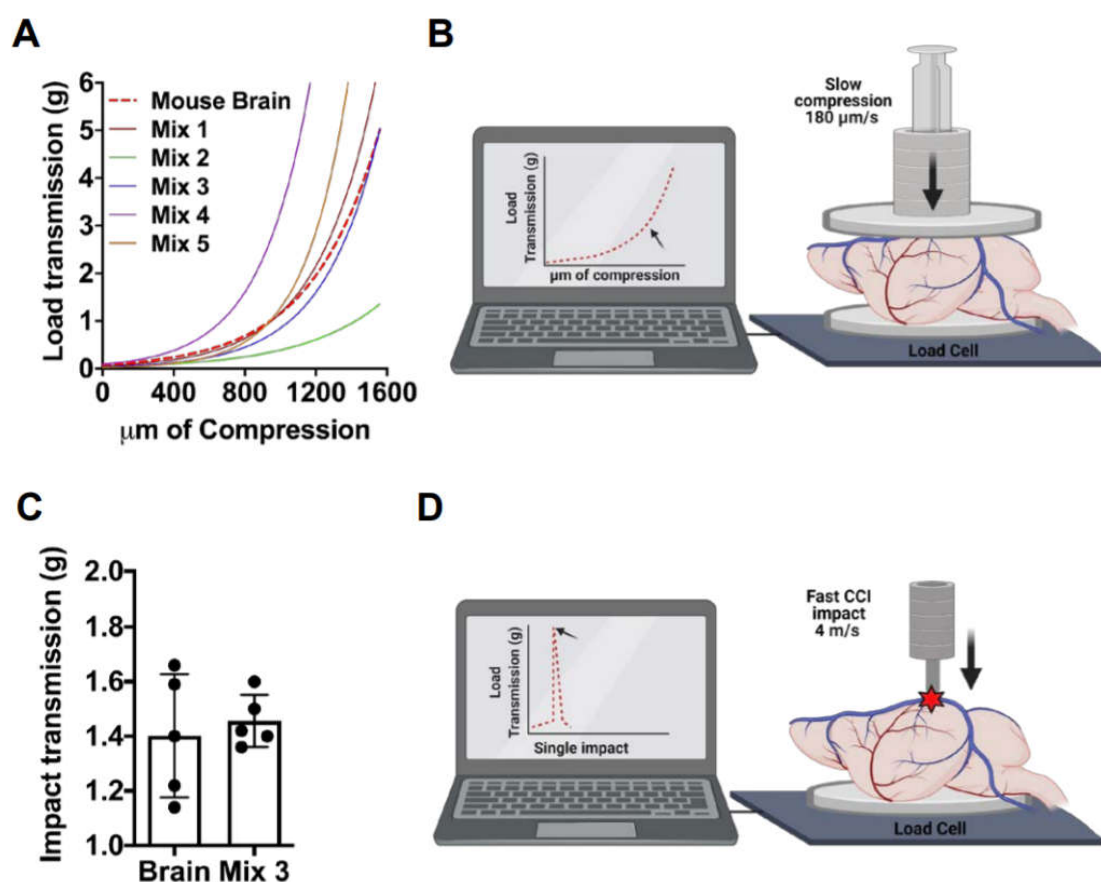 A
Load transmission (g)
6
5
4
3
2
1
0
Mouse Brain
Mix 1
Mix 2
Mix 3
Mix 4
Mix 5
0 400 800 1200 1600
μm of Compression
B
Load
Transmission (g)
μm of compression
Slow
compression
180 μm/s
Load Cell
C
Impact transmission (g)
2.0
1.8
1.6
1.4
1.2
1.0
Brain Mix 3
D
Load
Transmission (g)
Single impact
Fast CCI
impact
4 m/s
Load Cell